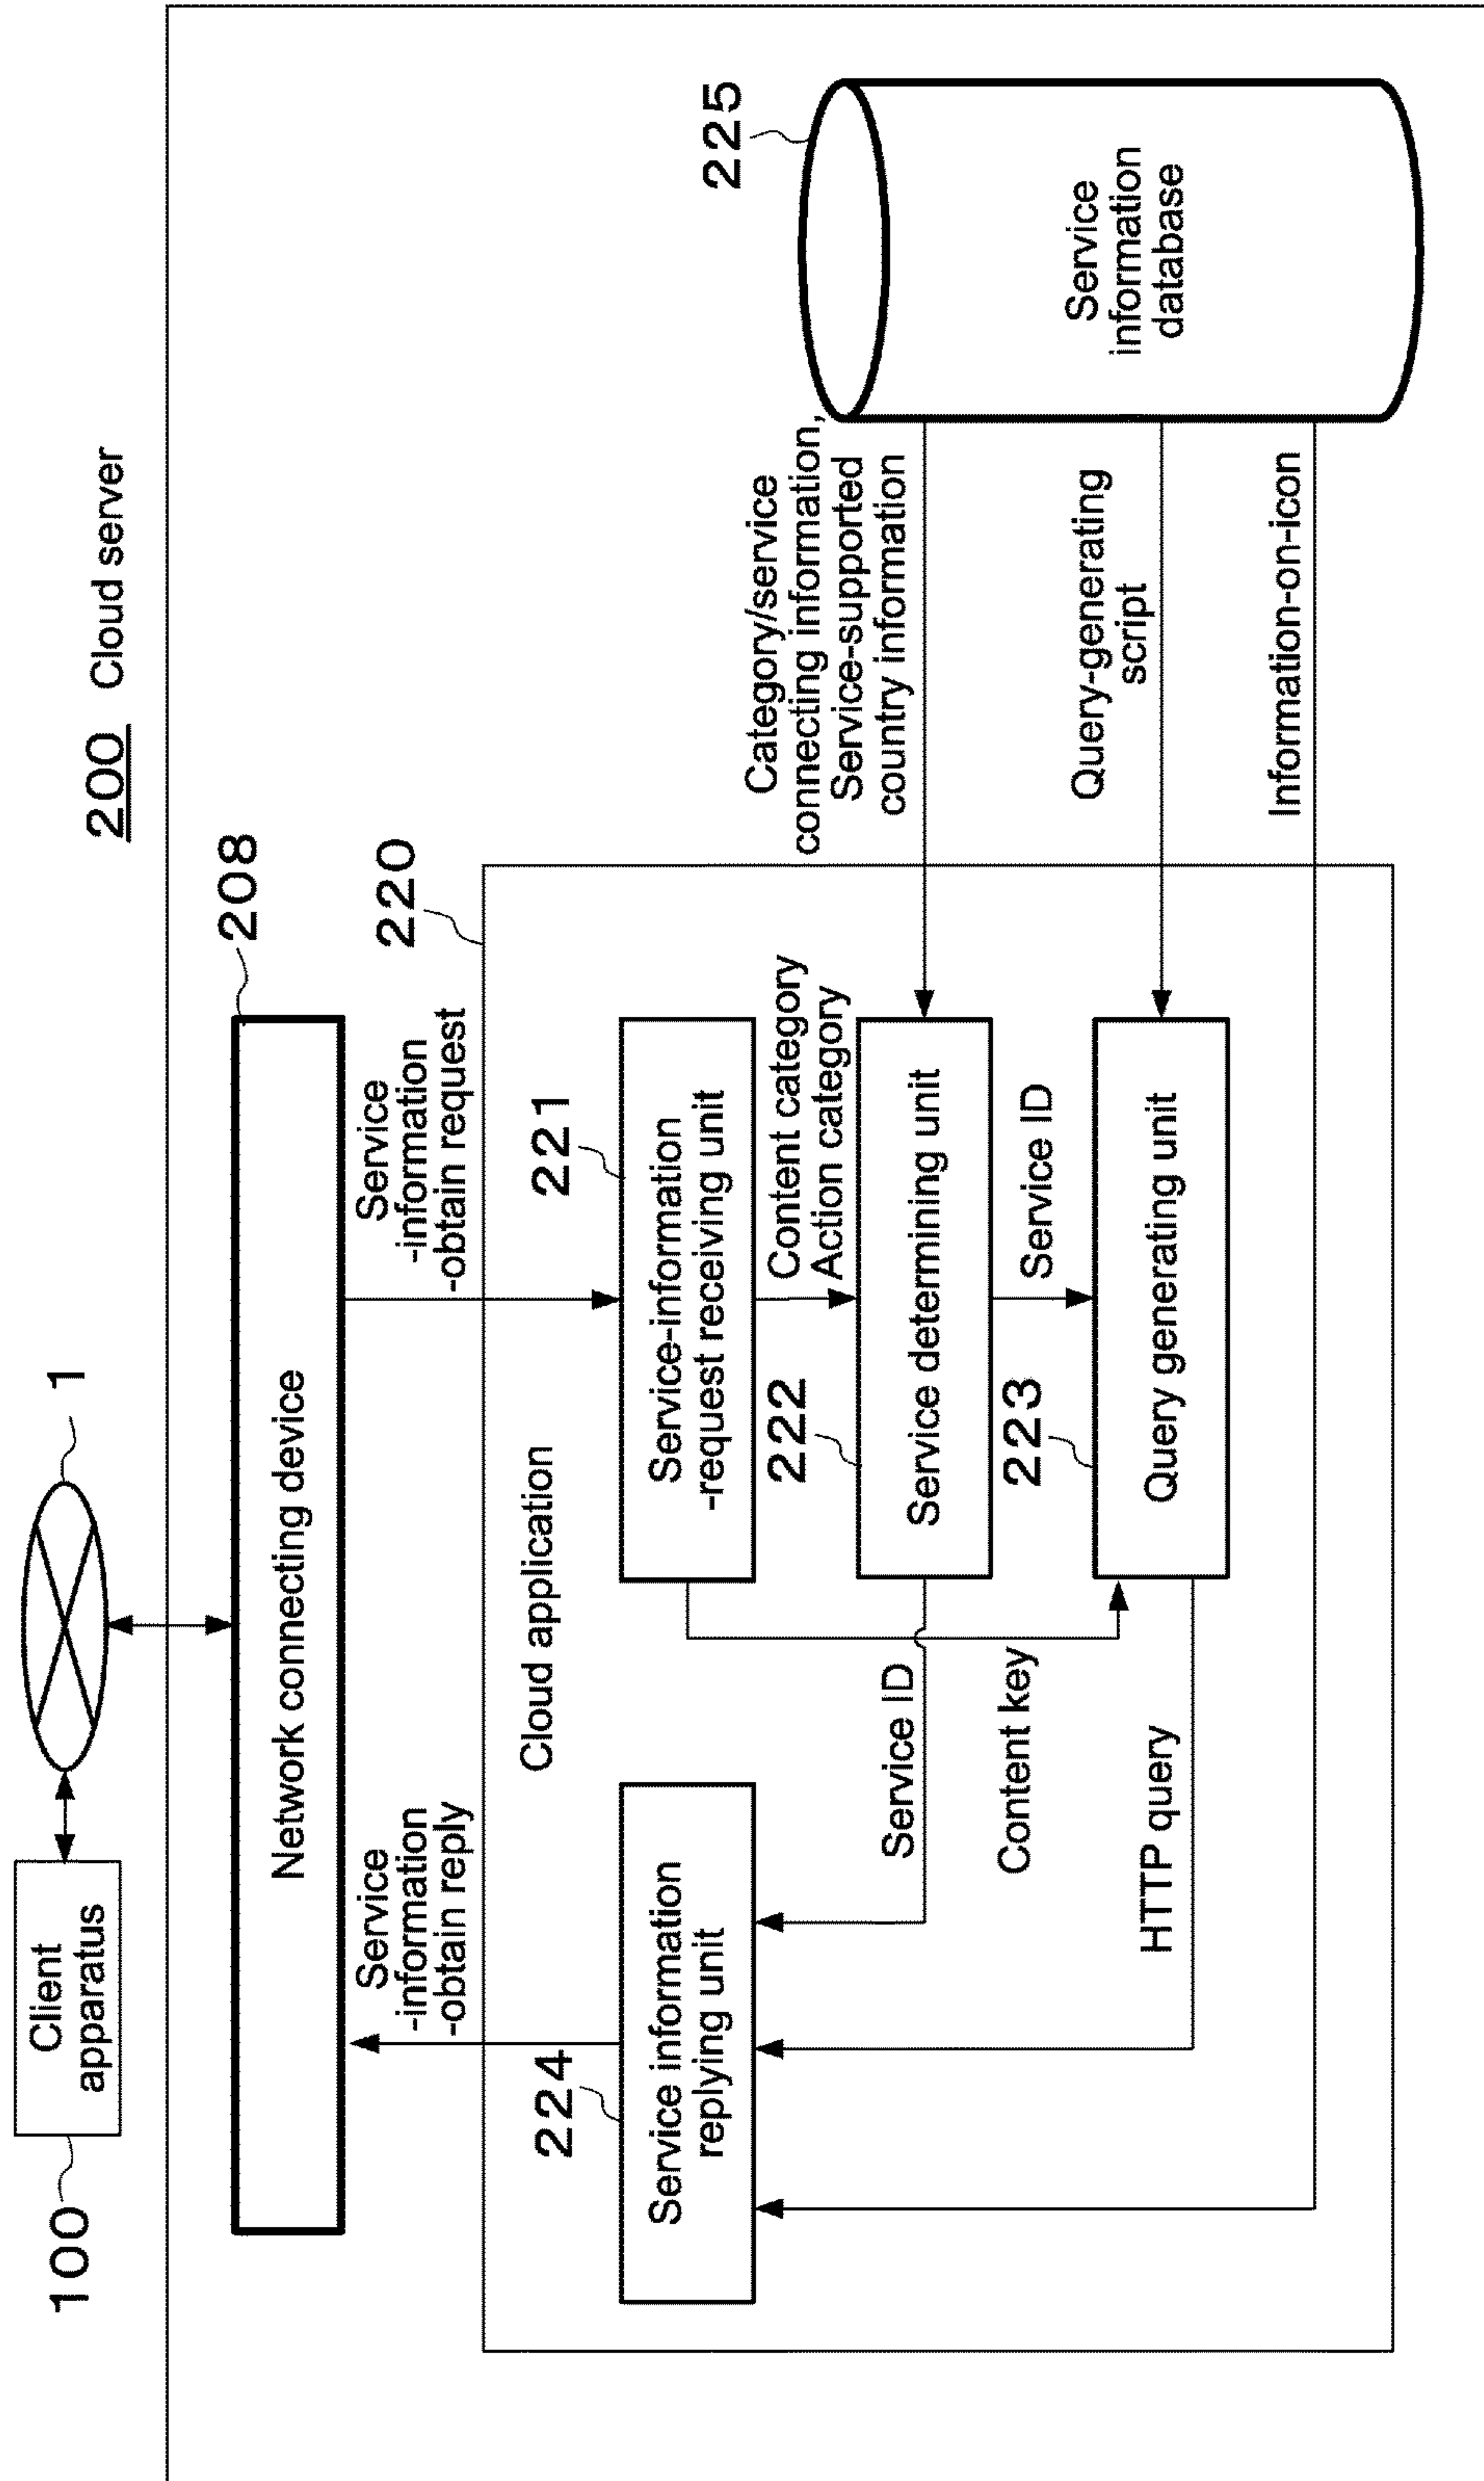 200 Cloud server
100
Client
apparatus
1
208
Network connecting device
Service
-information
-obtain reply
Service
-information
-obtain request
220
Cloud application
224
Service information
replying unit
221
Service-information
-request receiving unit
Content category
Action category
222
Service determining unit
Service ID
Service ID
223
Query generating unit
Content key
HTTP query
Category/service
connecting information,
Service-supported
country information
Query-generating
script
Information-on-icon
225
Service
information
database